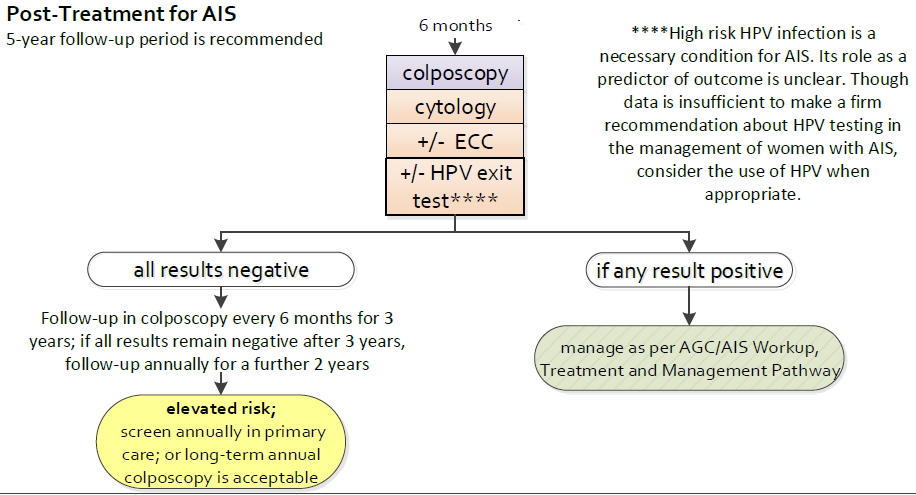 Post-Treatment for AIS
5-year follow-up period is recommended
6 months
colposcopy
cytology
+/- ECC
+/- HPV exit
test****
****High risk HPV infection is a
necessary condition for AIS. Its role as a
predictor of outcome is unclear. Though
data is insufficient to make a firm
recommendation about HPV testing in
the management of women with AIS,
consider the use of HPV when
appropriate.
all results negative
Follow-up in colposcopy every 6 months for 3
years; if all results remain negative after 3 years,
follow-up annually for a further 2 years
elevated risk;
screen annually in primary
care; or long-term annual
colposcopy is acceptable
if any result positive
manage as per AGC/AIS Workup,
Treatment and Management Pathway